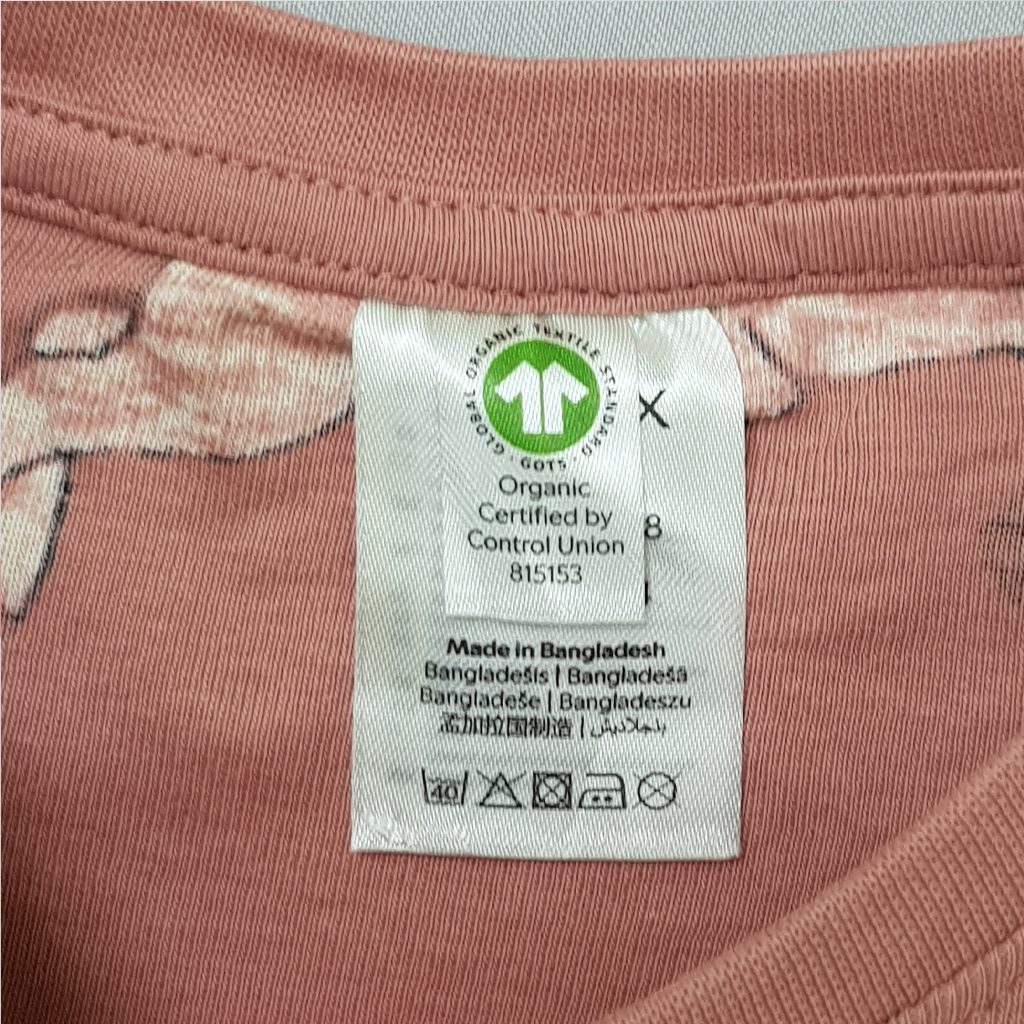 GLOBAL ORGANIC TEXTILE STANDARD · GOTS ·
X
Organic
Certified by
Control Union
815153
8
Made in Bangladesh
Bangladešis | Bangladešā
Bangladeše | Bangladeszu
孟加拉国制造 | بنجلاديش
40